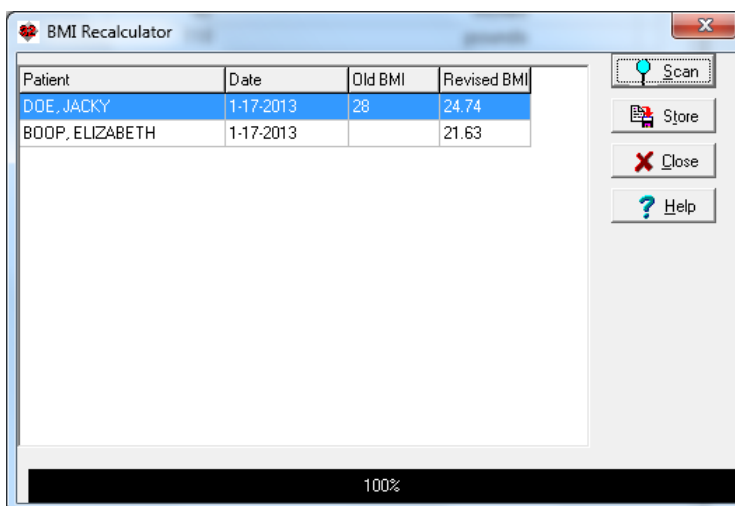 BMI Recalculator
Patient Date Old BMI Revised BMI
DOE, JACKY 1-17-2013 28 24.74
BOOP, ELIZABETH 1-17-2013 21.63
Scan
Store
Close
Help
100%